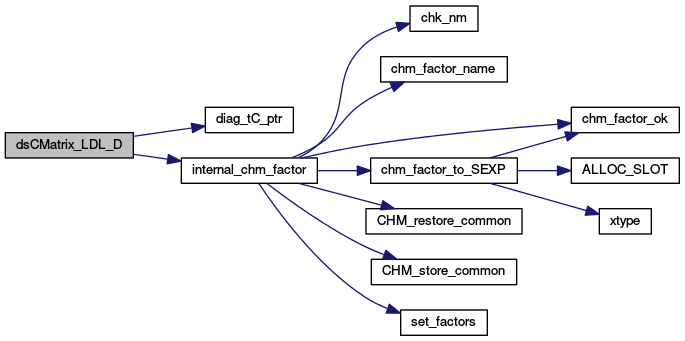 chk_nm
chm_factor_name
diag_tC_ptr
chm_factor_ok
dsCMatrix_LDL_D
internal_chm_factor
chm_factor_to_SEXP
ALLOC_SLOT
CHM_restore_common
xtype
CHM_store_common
set_factors